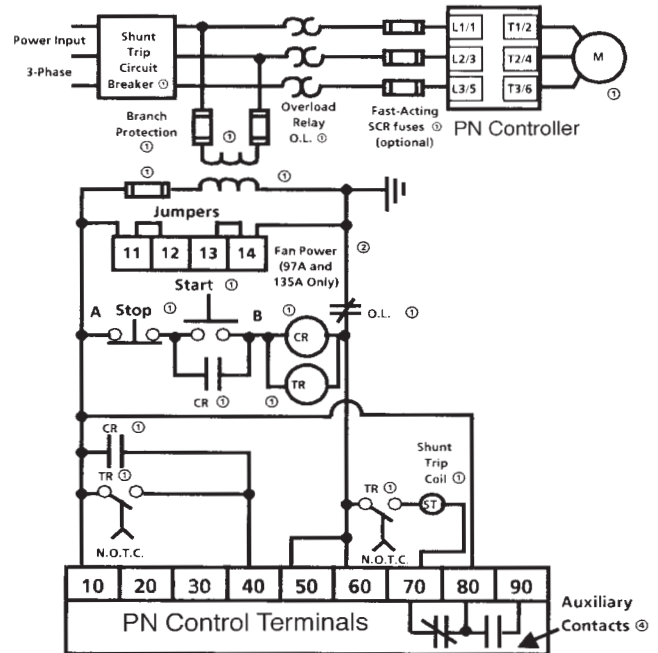 Power Input
3-Phase
Shunt
Trip
Circuit
Breaker ①
L1/1 T1/2
L2/3 T2/4
L3/5 T3/6
M
①
Branch
Protection
①
①
Overload
Relay
O.L. ①
Fast-Acting
SCR fuses ①
(optional)
PN Controller
①
①
Jumpers
11 12 13 14
Fan Power
(97A and
135A Only)
②
Start ①
A Stop ① B ①
CR
O.L. ①
TR
CR ① ①
CR ①
TR ①
N.O.T.C.
Shunt
Trip
Coil ①
TR ①
ST
N.O.T.C.
10 20 30 40 50 60 70 80 90
PN Control Terminals
Auxiliary
Contacts ④